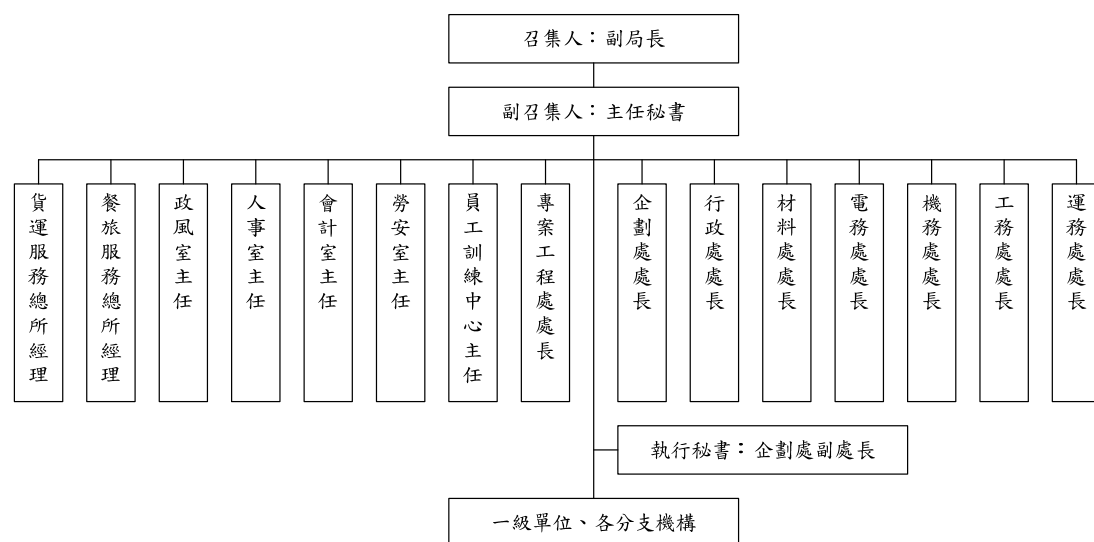 召集人：副局長
副召集人：主任秘書
貨運服務總所經理
餐旅服務總所經理
政風室主任
人事室主任
會計室主任
勞安室主任
員工訓練中心主任
專案工程處處長
企劃處處長
行政處處長
材料處處長
電務處處長
機務處處長
工務處處長
運務處處長
執行秘書：企劃處副處長
一級單位、各分支機構